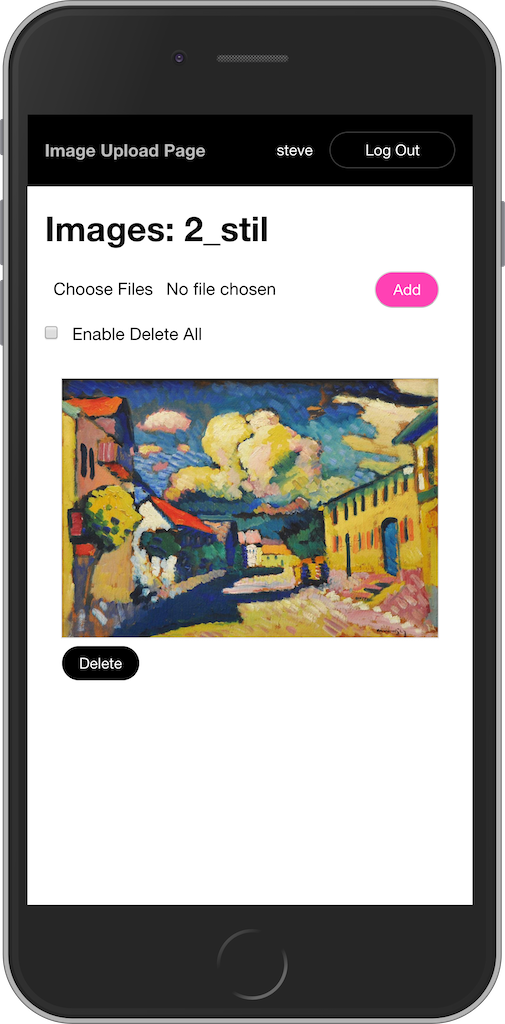 Image Upload Page steve Log Out
Images: 2_stil
Choose Files No file chosen Add
Enable Delete All
Delete